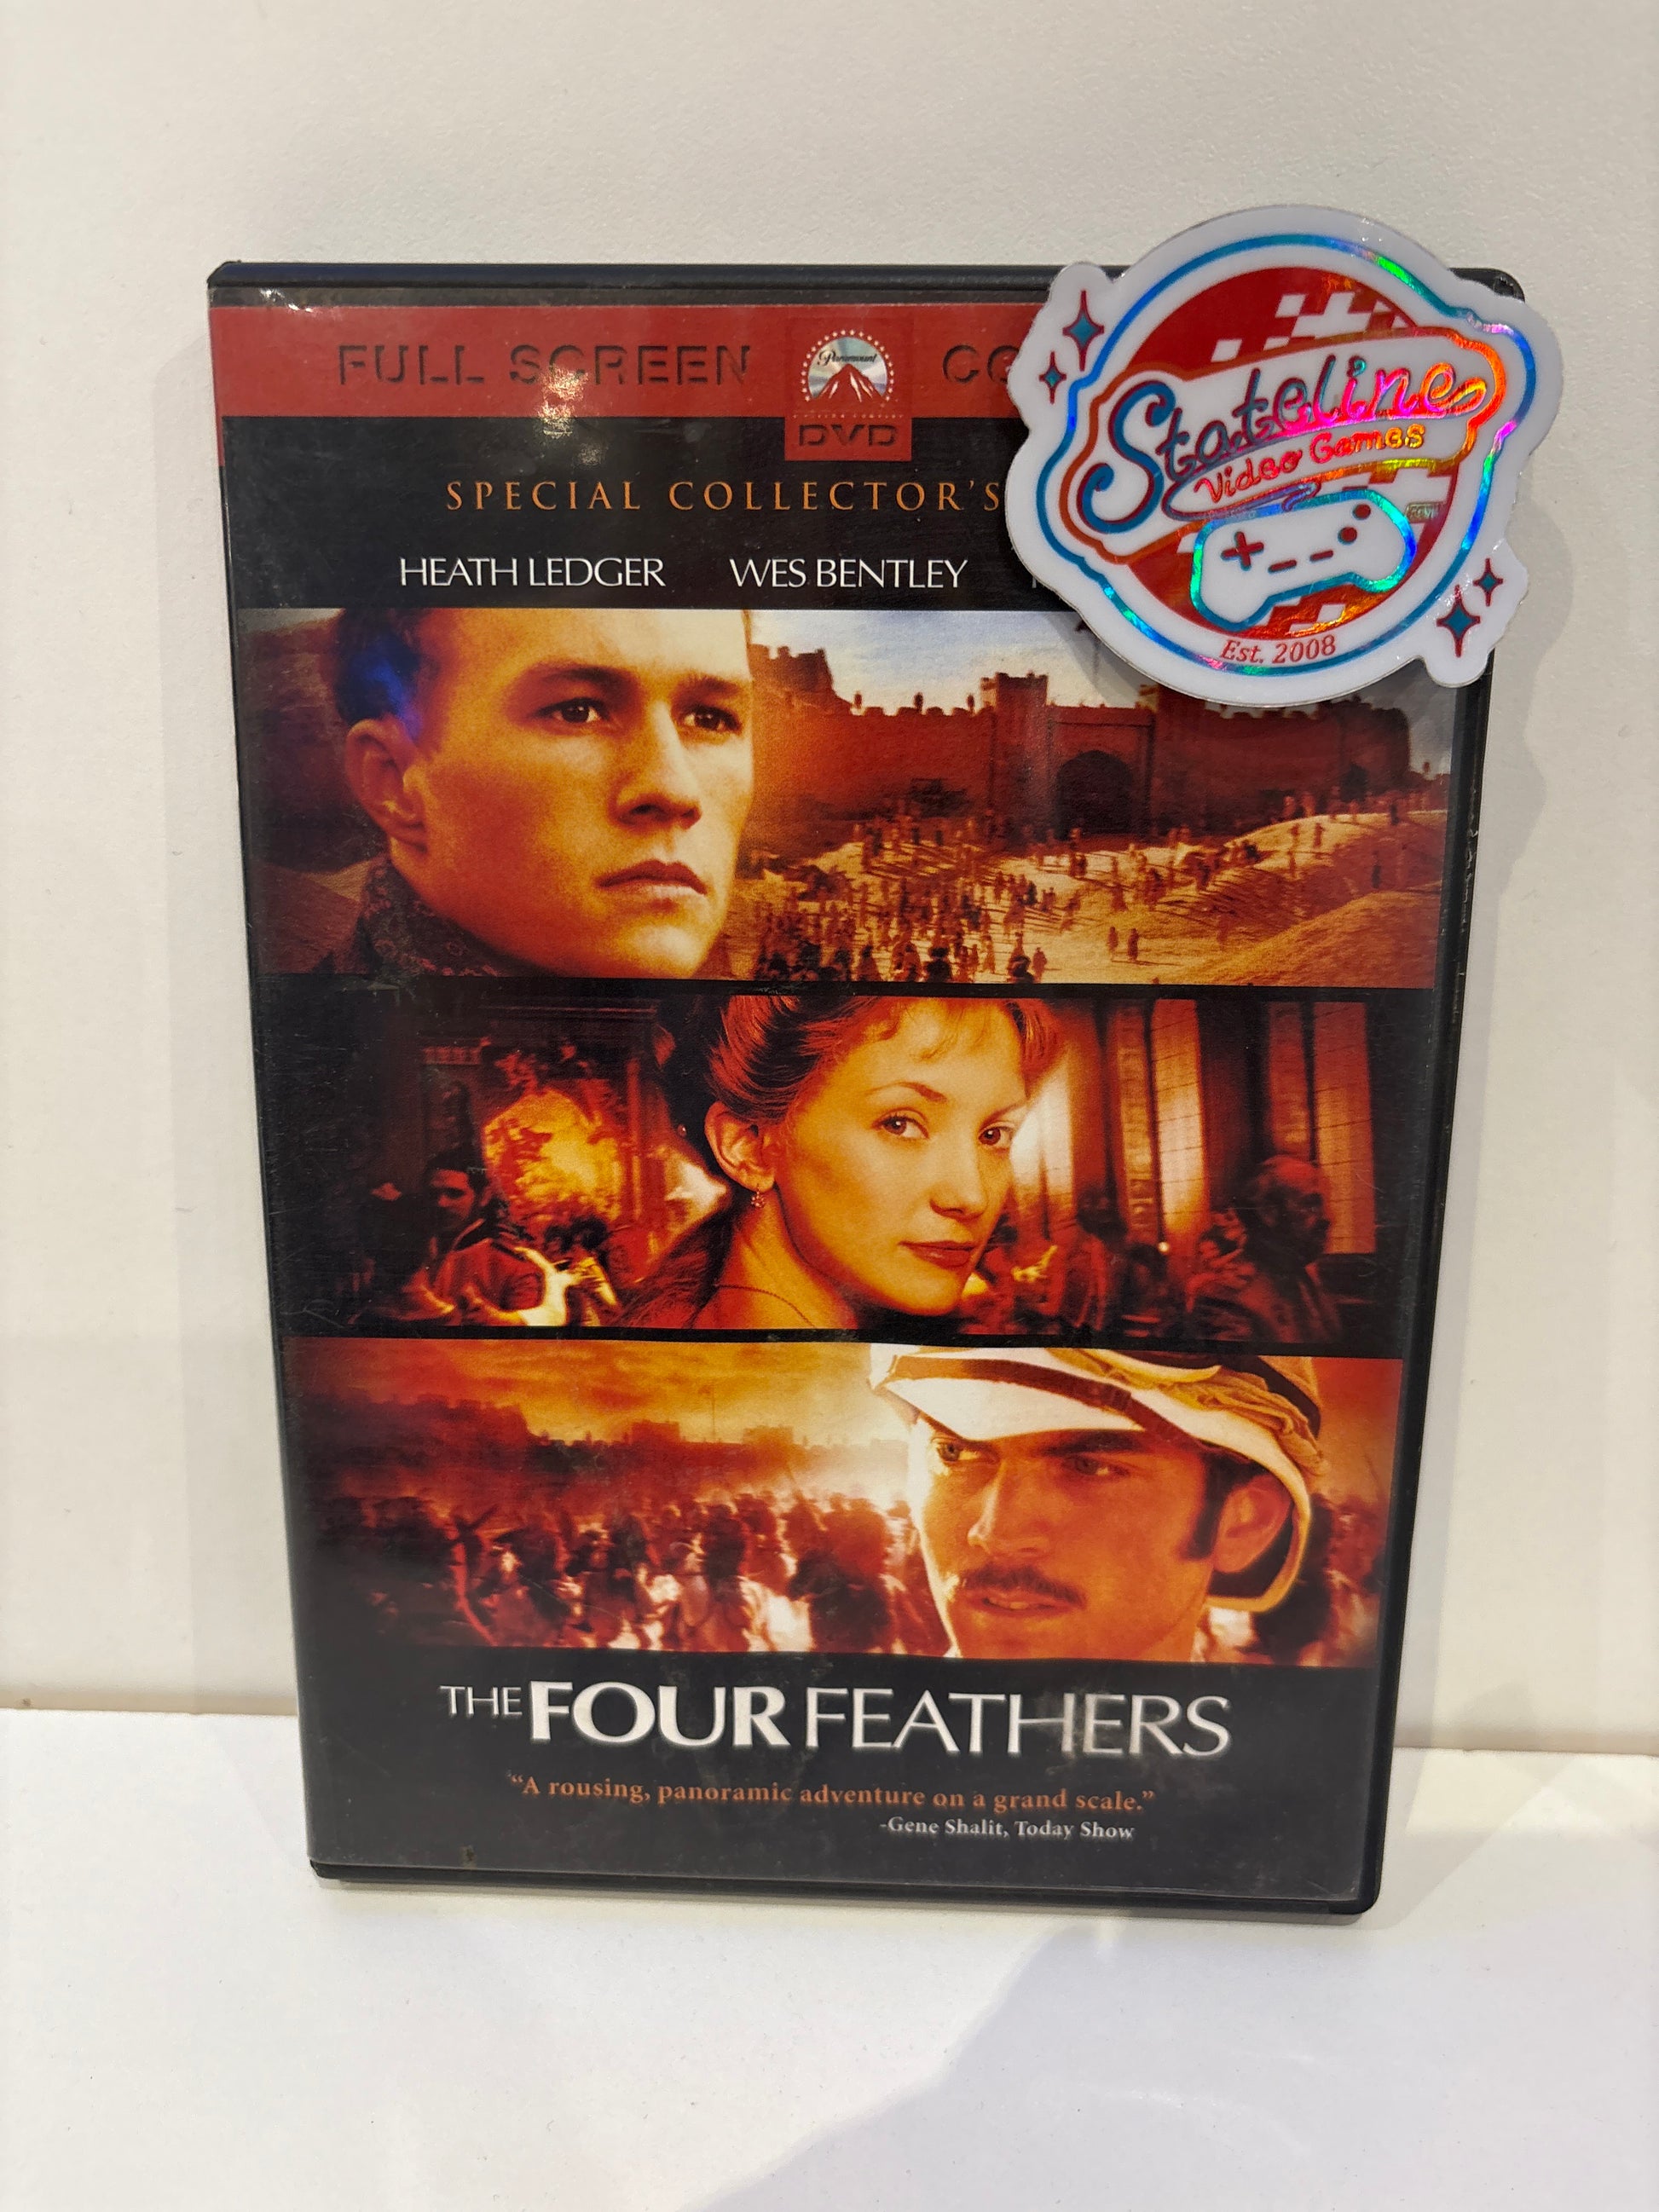 FULL SCREEN
Paramount
DVD
SPECIAL COLLECTOR'S
HEATH LEDGER WES BENTLEY
Stateline
Video Games
Est. 2008
THE FOUR FEATHERS
“A rousing, panoramic adventure on a grand scale.”
-Gene Shalit, Today Show